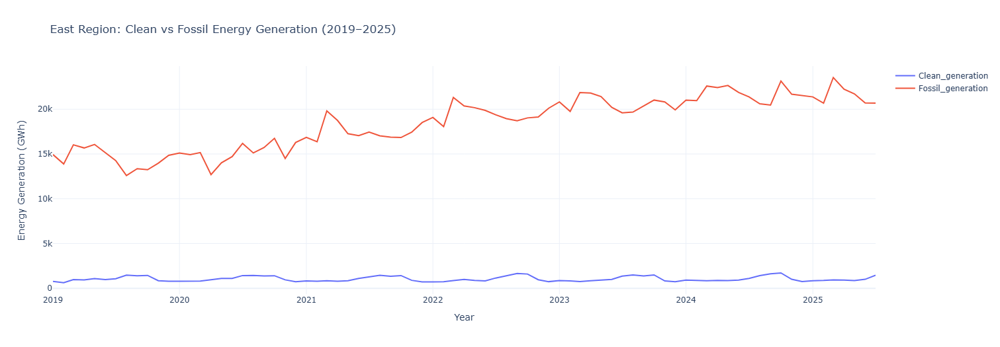 East Region: Clean vs Fossil Energy Generation (2019–2025)
Clean_generation
Fossil_generation
Energy Generation (GWh)
20k
15k
10k
5k
0
2019
2020
2021
2022
2023
2024
2025
Year